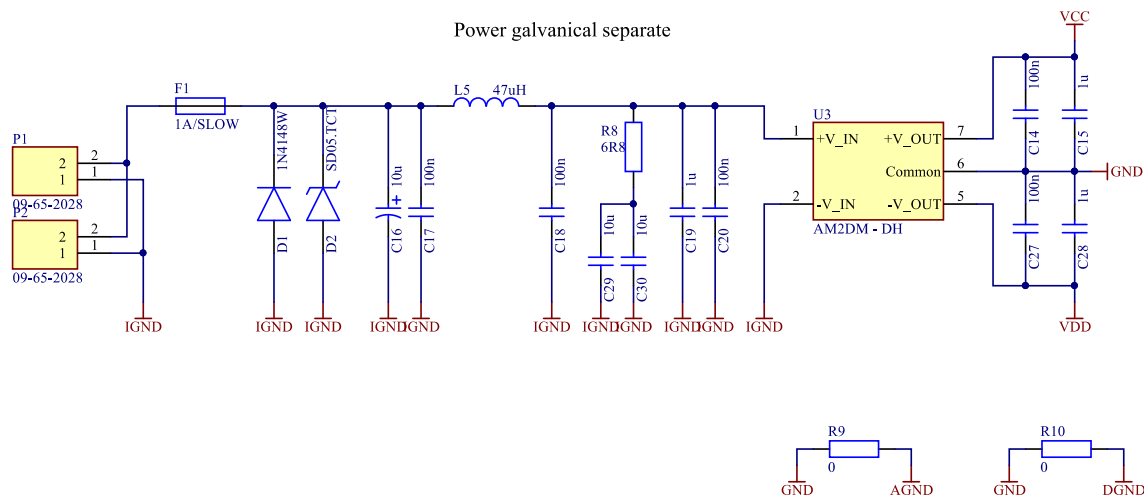 Power galvanical separate
P1
2
2
1
1
09-65-2028
P2
2
2
1
1
09-65-2028
IGND
F1
1A/SLOW
1N4148W
D1
IGND
SD05.TCT
D2
IGND
10u
+
C16
IGND
100n
C17
IGND
L5
47uH
100n
C18
IGND
R8
6R8
10u
C29
IGND
10u
C30
IGND
1u
C19
IGND
100n
C20
IGND
IGND
U3
1
+V_IN
+V_OUT
7
Common
6
2
-V_IN
-V_OUT
5
AM2DM - DH
VCC
100n
C14
1u
C15
GND
100n
C27
1u
C28
VDD
R9
0
GND
AGND
R10
0
GND
DGND